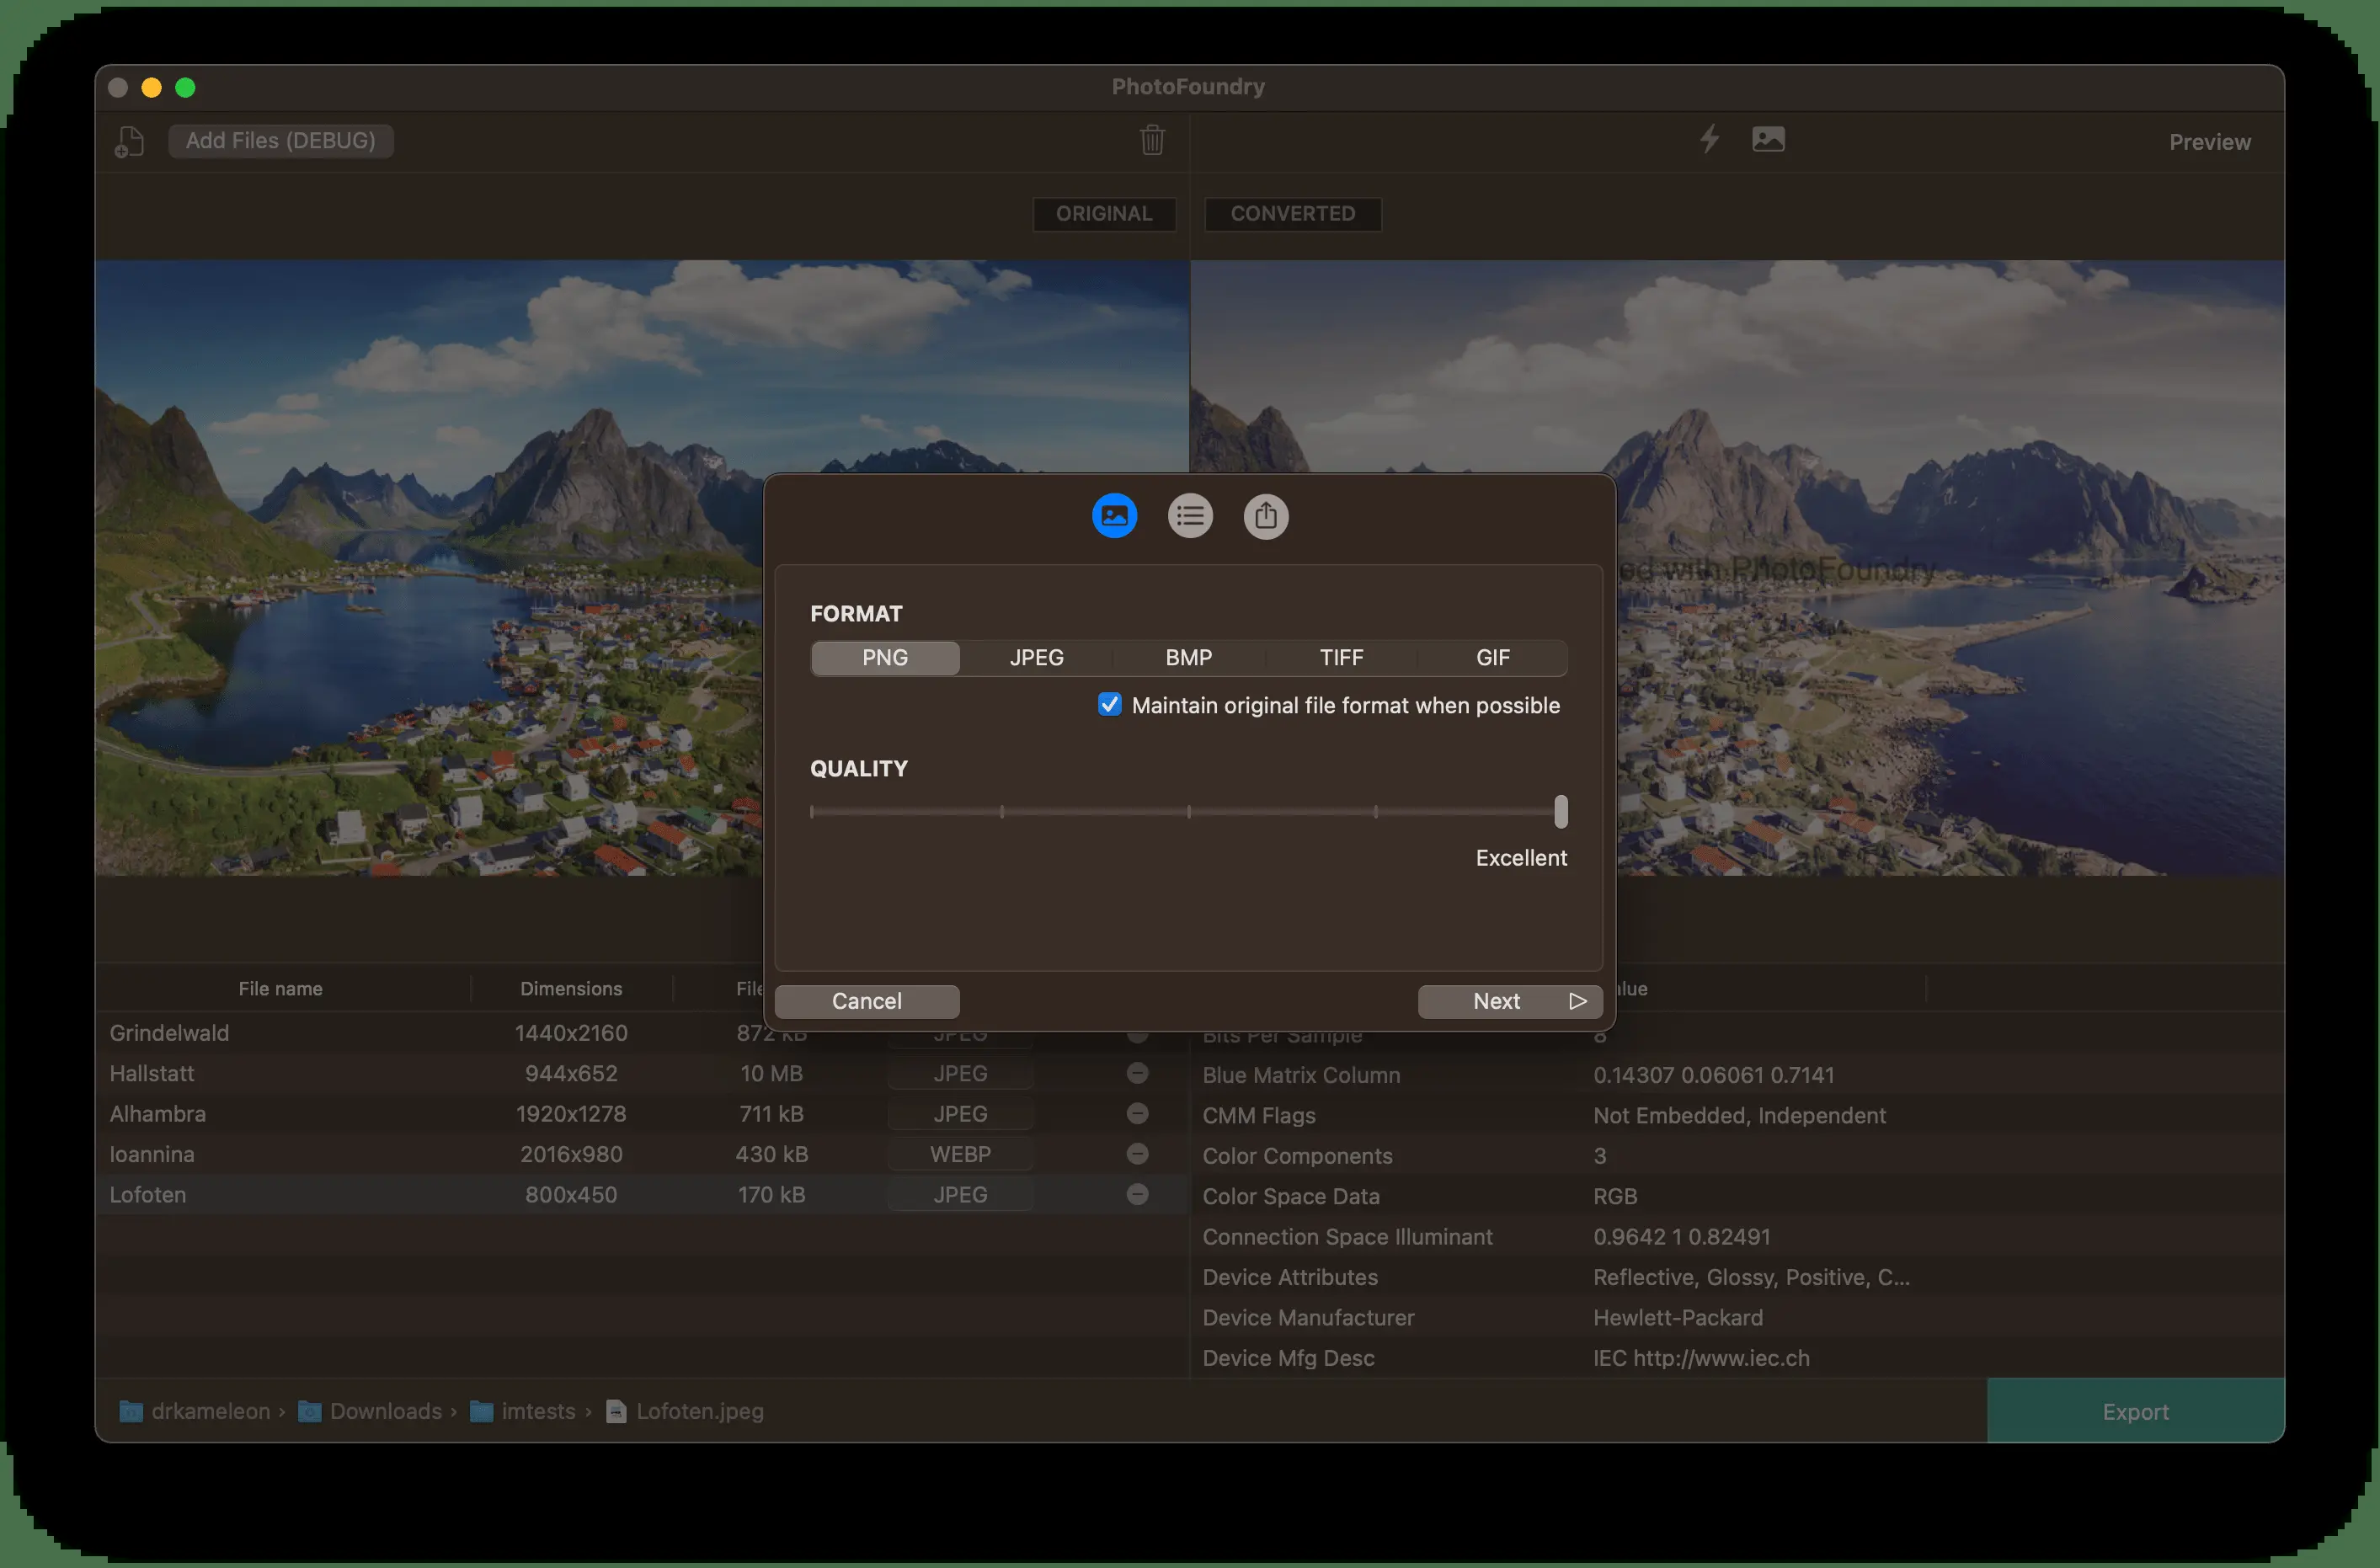 PhotoFoundry
Add Files (DEBUG)
Preview
ORIGINAL
CONVERTED
ed with PhotoFoundry
FORMAT
PNG JPEG BMP TIFF GIF
Maintain original file format when possible
QUALITY
Excellent
Cancel
Next
File name Dimensions
Grindelwald 1440x2160 872 kB JPEG
Hallstatt 944x652 10 MB JPEG
Alhambra 1920x1278 711 kB JPEG
Ioannina 2016x980 430 kB WEBP
Lofoten 800x450 170 kB JPEG
Bits Per Sample 8
Blue Matrix Column 0.14307 0.06061 0.7141
CMM Flags Not Embedded, Independent
Color Components 3
Color Space Data RGB
Connection Space Illuminant 0.9642 1 0.82491
Device Attributes Reflective, Glossy, Positive, C...
Device Manufacturer Hewlett-Packard
Device Mfg Desc IEC http://www.iec.ch
drkameleon › Downloads › imtests › Lofoten.jpeg
Export